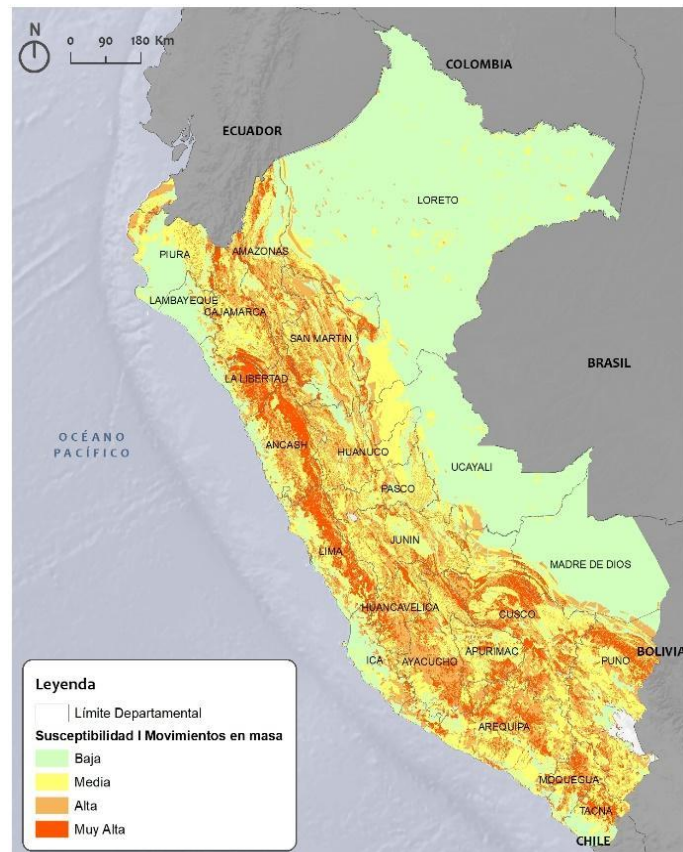 N
0 90 180 Km
COLOMBIA
ECUADOR
LORETO
AMAZONAS
PIURA
LAMBAYEQUE
CAJAMARCA
SAN MARTIN
BRASIL
LA LIBERTAD
OCÉANO
PACÍFICO
ANCASH
HUANUCO
UCAYALI
PASCO
JUNIN
LIMA
MADRE DE DIOS
HUANCAVELICA
CUSCO
BOLIVIA
ICA
AYACUCHO
APURIMAC
PUNO
AREQUIPA
MOQUEGUA
TACNA
CHILE
Leyenda
Límite Departamental
Susceptibilidad I Movimientos en masa
Baja
Media
Alta
Muy Alta